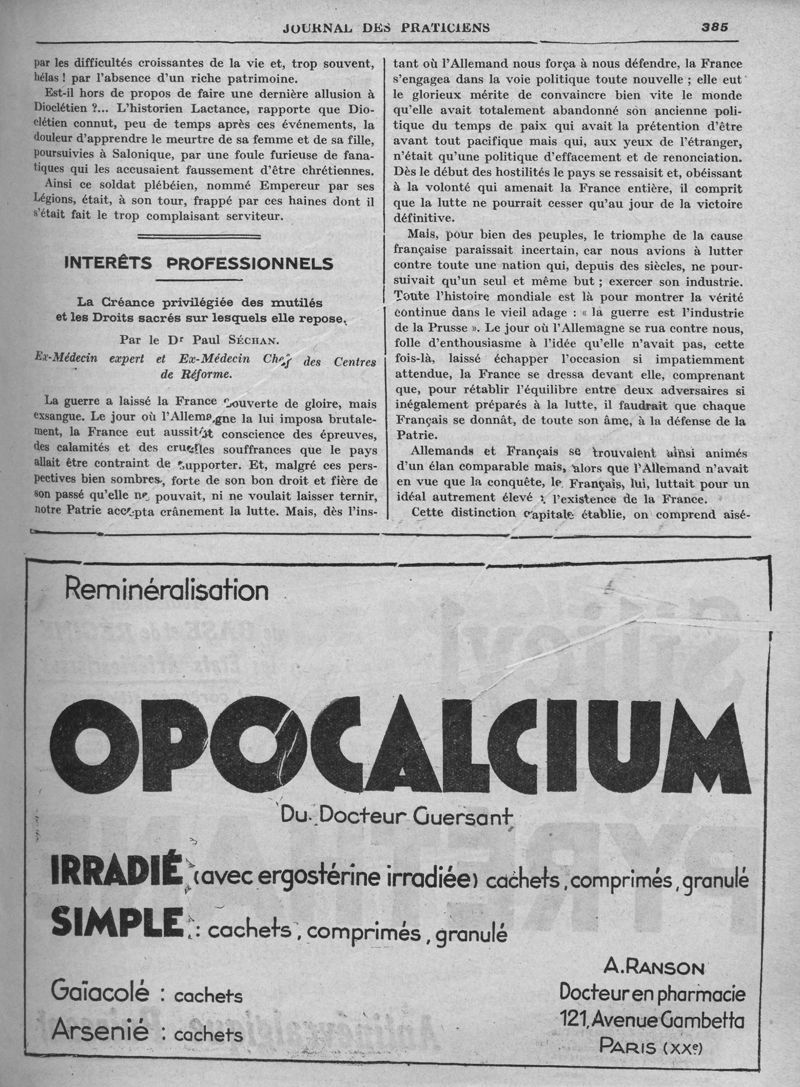 JOURNAL DES PRATICIENS 385
par les difficultés croissantes de la vie et, trop souvent,
hélas ! par l'absence d'un riche patrimoine.
Est-il hors de propos de faire une dernière allusion à
Dioclétien ?... L'historien Lactance, rapporte que Dio-
clétien connut, peu de temps après ces événements, la
douleur d'apprendre le meurtre de sa femme et de sa fille,
poursuivies à Salonique, par une foule furieuse de fana-
tiques qui les accusaient faussement d'être chrétiennes.
Ainsi ce soldat plébéien, nommé Empereur par ses
Légions, était, à son tour, frappé par ces haines dont il
s'était fait le trop complaisant serviteur.
INTERÊTS PROFESSIONNELS
La Créance privilégiée des mutilés
et les Droits sacrés sur lesquels elle repose.
Par le Dr Paul SÉCHAN.
Ex-Médecin expert et Ex-Médecin Chef des Centres
de Réforme.
La guerre a laissé la France couverte de gloire, mais
exsangue. Le jour où l'Allemagne la lui imposa brutale-
ment, la France eut aussitôt conscience des épreuves,
des calamités et des cruelles souffrances que le pays
allait être contraint de supporter. Et, malgré ces pers-
pectives bien sombres, forte de son bon droit et fière de
son passé qu'elle ne pouvait, ni ne voulait laisser ternir,
notre Patrie accepta crânement la lutte. Mais, dès l'ins-
tant où l'Allemand nous força à nous défendre, la France
s'engagea dans la voie politique toute nouvelle ; elle eut
le glorieux mérite de convaincre bien vite le monde
qu'elle avait totalement abandonné son ancienne poli-
tique du temps de paix qui avait la prétention d'être
avant tout pacifique mais qui, aux yeux de l'étranger,
n'était qu'une politique d'effacement et de renonciation.
Dès le début des hostilités le pays se ressaisit et, obéissant
à la volonté qui amenait la France entière, il comprit
que la lutte ne pourrait cesser qu'au jour de la victoire
définitive.
Mais, pour bien des peuples, le triomphe de la cause
française paraissait incertain, car nous avions à lutter
contre toute une nation qui, depuis des siècles, ne pour-
suivait qu'un seul et même but ; exercer son industrie.
Toute l'histoire mondiale est là pour montrer la vérité
continue dans le vieil adage : « la guerre est l'industrie
de la Prusse ». Le jour où l'Allemagne se rua contre nous,
folle d'enthousiasme à l'idée qu'elle n'avait pas, cette
fois-là, laissé échapper l'occasion si impatiemment
attendue, la France se dressa devant elle, comprenant
que, pour rétablir l'équilibre entre deux adversaires si
inégalement préparés à la lutte, il faudrait que chaque
Français se donnât, de toute son âme, à la défense de la
Patrie.
Allemands et Français se trouvaient ainsi animés
d'un élan comparable mais, alors que l'Allemand n'avait
en vue que la conquête, le Français, lui, luttait pour un
idéal autrement élevé : l'existence de la France.
Cette distinction capitale établie, on comprend aisé-
Reminéralisation
OPOCALCIUM
Du Docteur Guersant
IRRADIÉ (avec ergostérine irradiée) cachets, comprimés, granulé
SIMPLE : cachets, comprimés, granulé
Gaïacolé : cachets
Arsenié : cachets
A. RANSON
Docteur en pharmacie
121, Avenue Gambetta
PARIS (XXe)